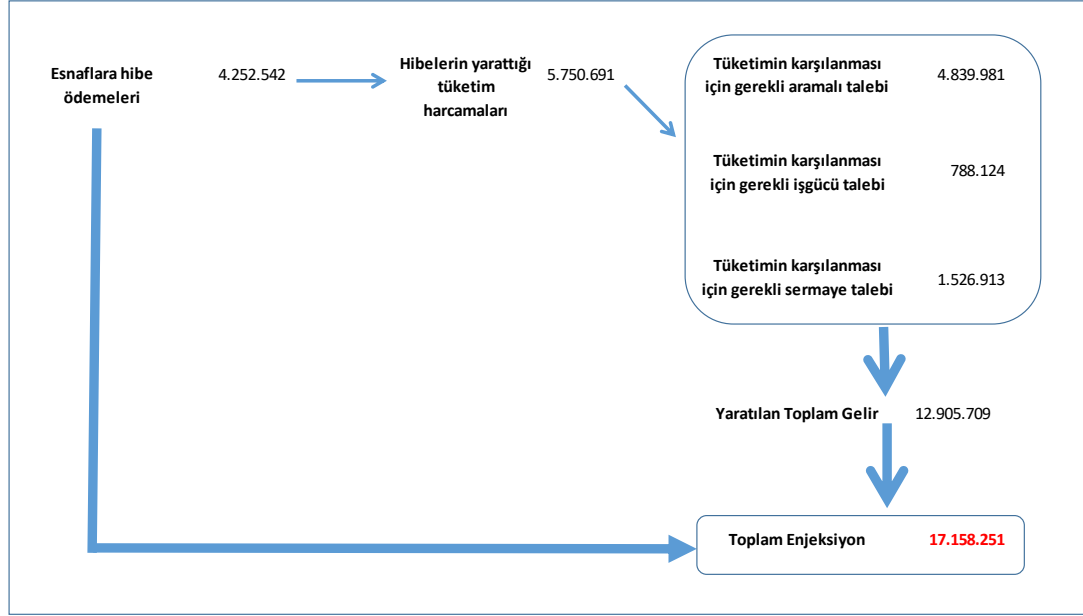 Esnaflara hibe
ödemeleri
4.252.542
Hibelerin yarattığı
tüketim
harcamaları
5.750.691
Tüketimin karşılanması
için gerekli aramalı talebi
4.839.981
Tüketimin karşılanması
için gerekli işgücü talebi
788.124
Tüketimin karşılanması
için gerekli sermaye talebi
1.526.913
Yaratılan Toplam Gelir
12.905.709
Toplam Enjeksiyon
17.158.251